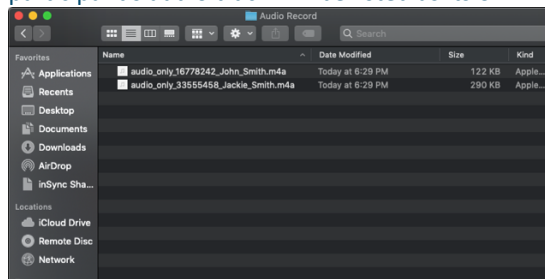 Audio Record
Search
Favorites
Applications
Recents
Desktop
Documents
Downloads
AirDrop
inSync Sha...
Locations
iCloud Drive
Remote Disc
Network
Name Date Modified Size Kind
audio_only_16778242_John_Smith.m4a Today at 6:29 PM 122 KB Apple...
audio_only_33555458_Jackie_Smith.m4a Today at 6:29 PM 290 KB Apple...